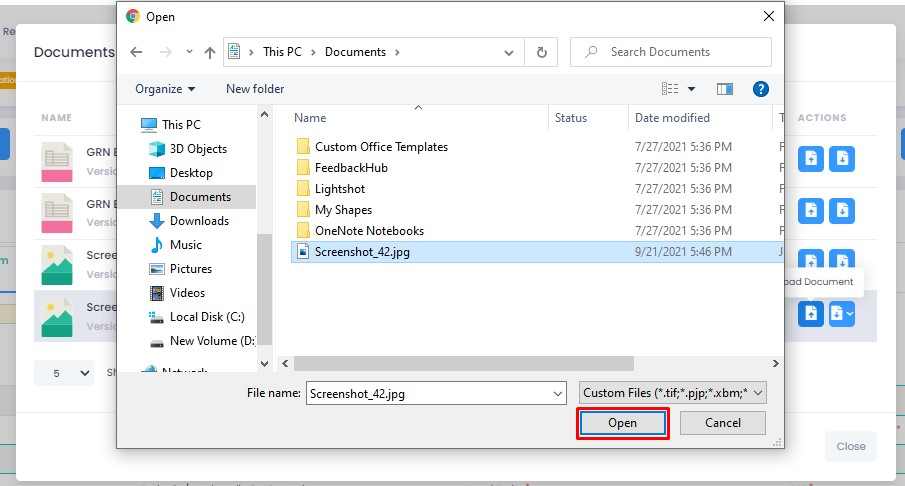 Open
Re
Documents
This PC
Documents
Search Documents
Organize
New folder
?
NAME
Name
Status
Date modified
T
ACTIONS
This PC
3D Objects
Desktop
Documents
Downloads
Music
Pictures
Videos
Local Disk (C:)
New Volume (D:
Network
Custom Office Templates 7/27/2021 5:36 PM F
FeedbackHub 7/27/2021 5:36 PM F
Lightshot 7/27/2021 5:36 PM F
My Shapes 7/27/2021 5:36 PM F
OneNote Notebooks 7/27/2021 5:36 PM F
Screenshot_42.jpg 9/21/2021 5:46 PM J
GRN E
Versio
GRN E
Versio
Scree
Versio
Scree
Versio
oad Document
5
Sh
File name:
Screenshot_42.jpg
Custom Files (*.tif;*.pjp;*.xbm;*
Open
Cancel
Close